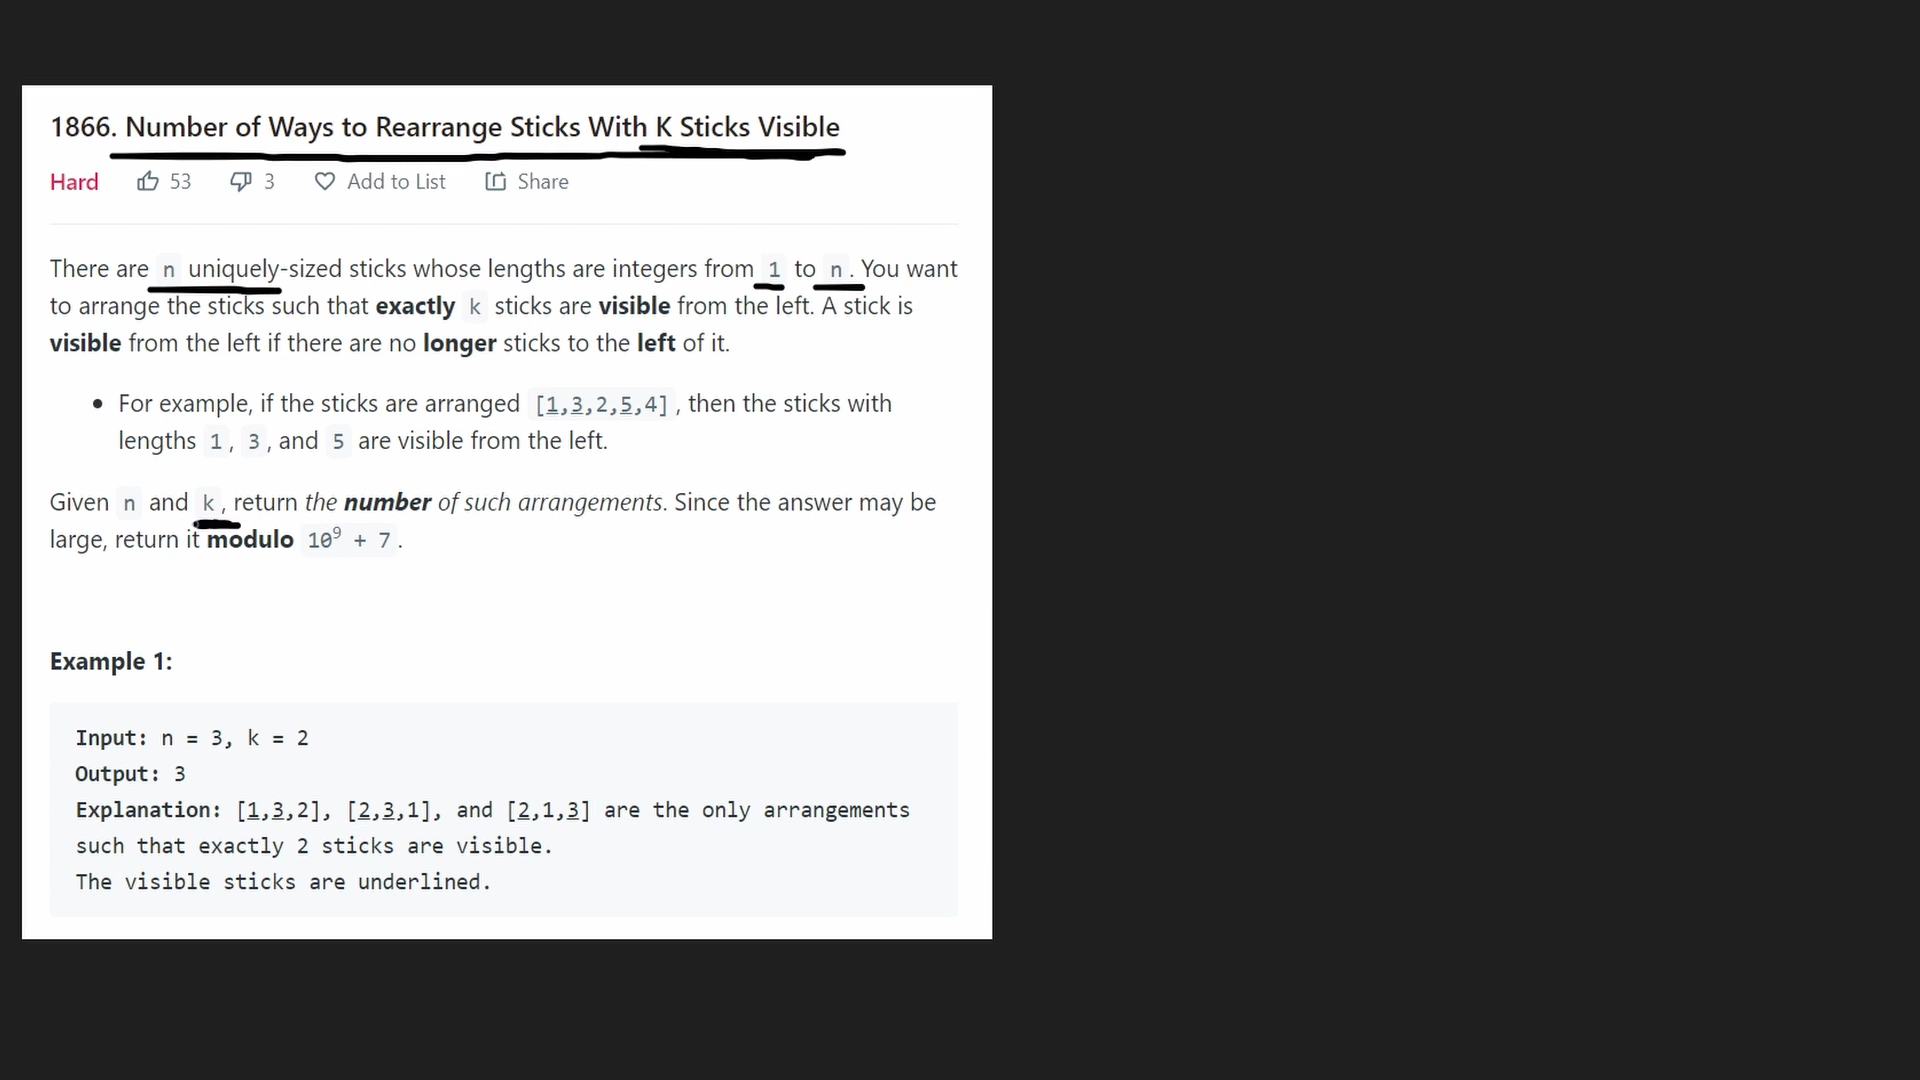 1866. Number of Ways to Rearrange Sticks With K Sticks Visible
Hard 53 3 Add to List Share
There are n uniquely-sized sticks whose lengths are integers from 1 to n. You want
to arrange the sticks such that exactly k sticks are visible from the left. A stick is
visible from the left if there are no longer sticks to the left of it.
• For example, if the sticks are arranged [1,3,2,5,4], then the sticks with
lengths 1, 3, and 5 are visible from the left.
Given n and k, return the number of such arrangements. Since the answer may be
large, return it modulo 10⁹ + 7.
Example 1:
Input: n = 3, k = 2
Output: 3
Explanation: [1,3,2], [2,3,1], and [2,1,3] are the only arrangements
such that exactly 2 sticks are visible.
The visible sticks are underlined.